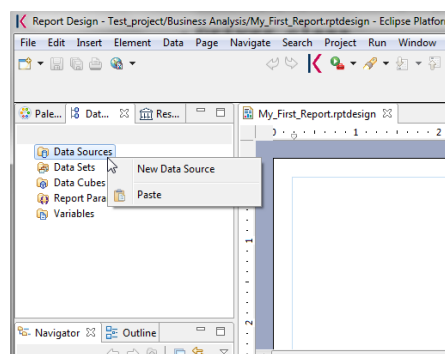 Report Design - Test_project/Business Analysis/My_First_Report.rptdesign - Eclipse Platfor
File Edit Insert Element Data Page Navigate Search Project Run Window
Pale... Dat... Res... My_First_Report.rptdesign
1 2
Data Sources
Data Sets New Data Source
Data Cubes
Report Para Paste
Variables
1
Navigator Outline
2